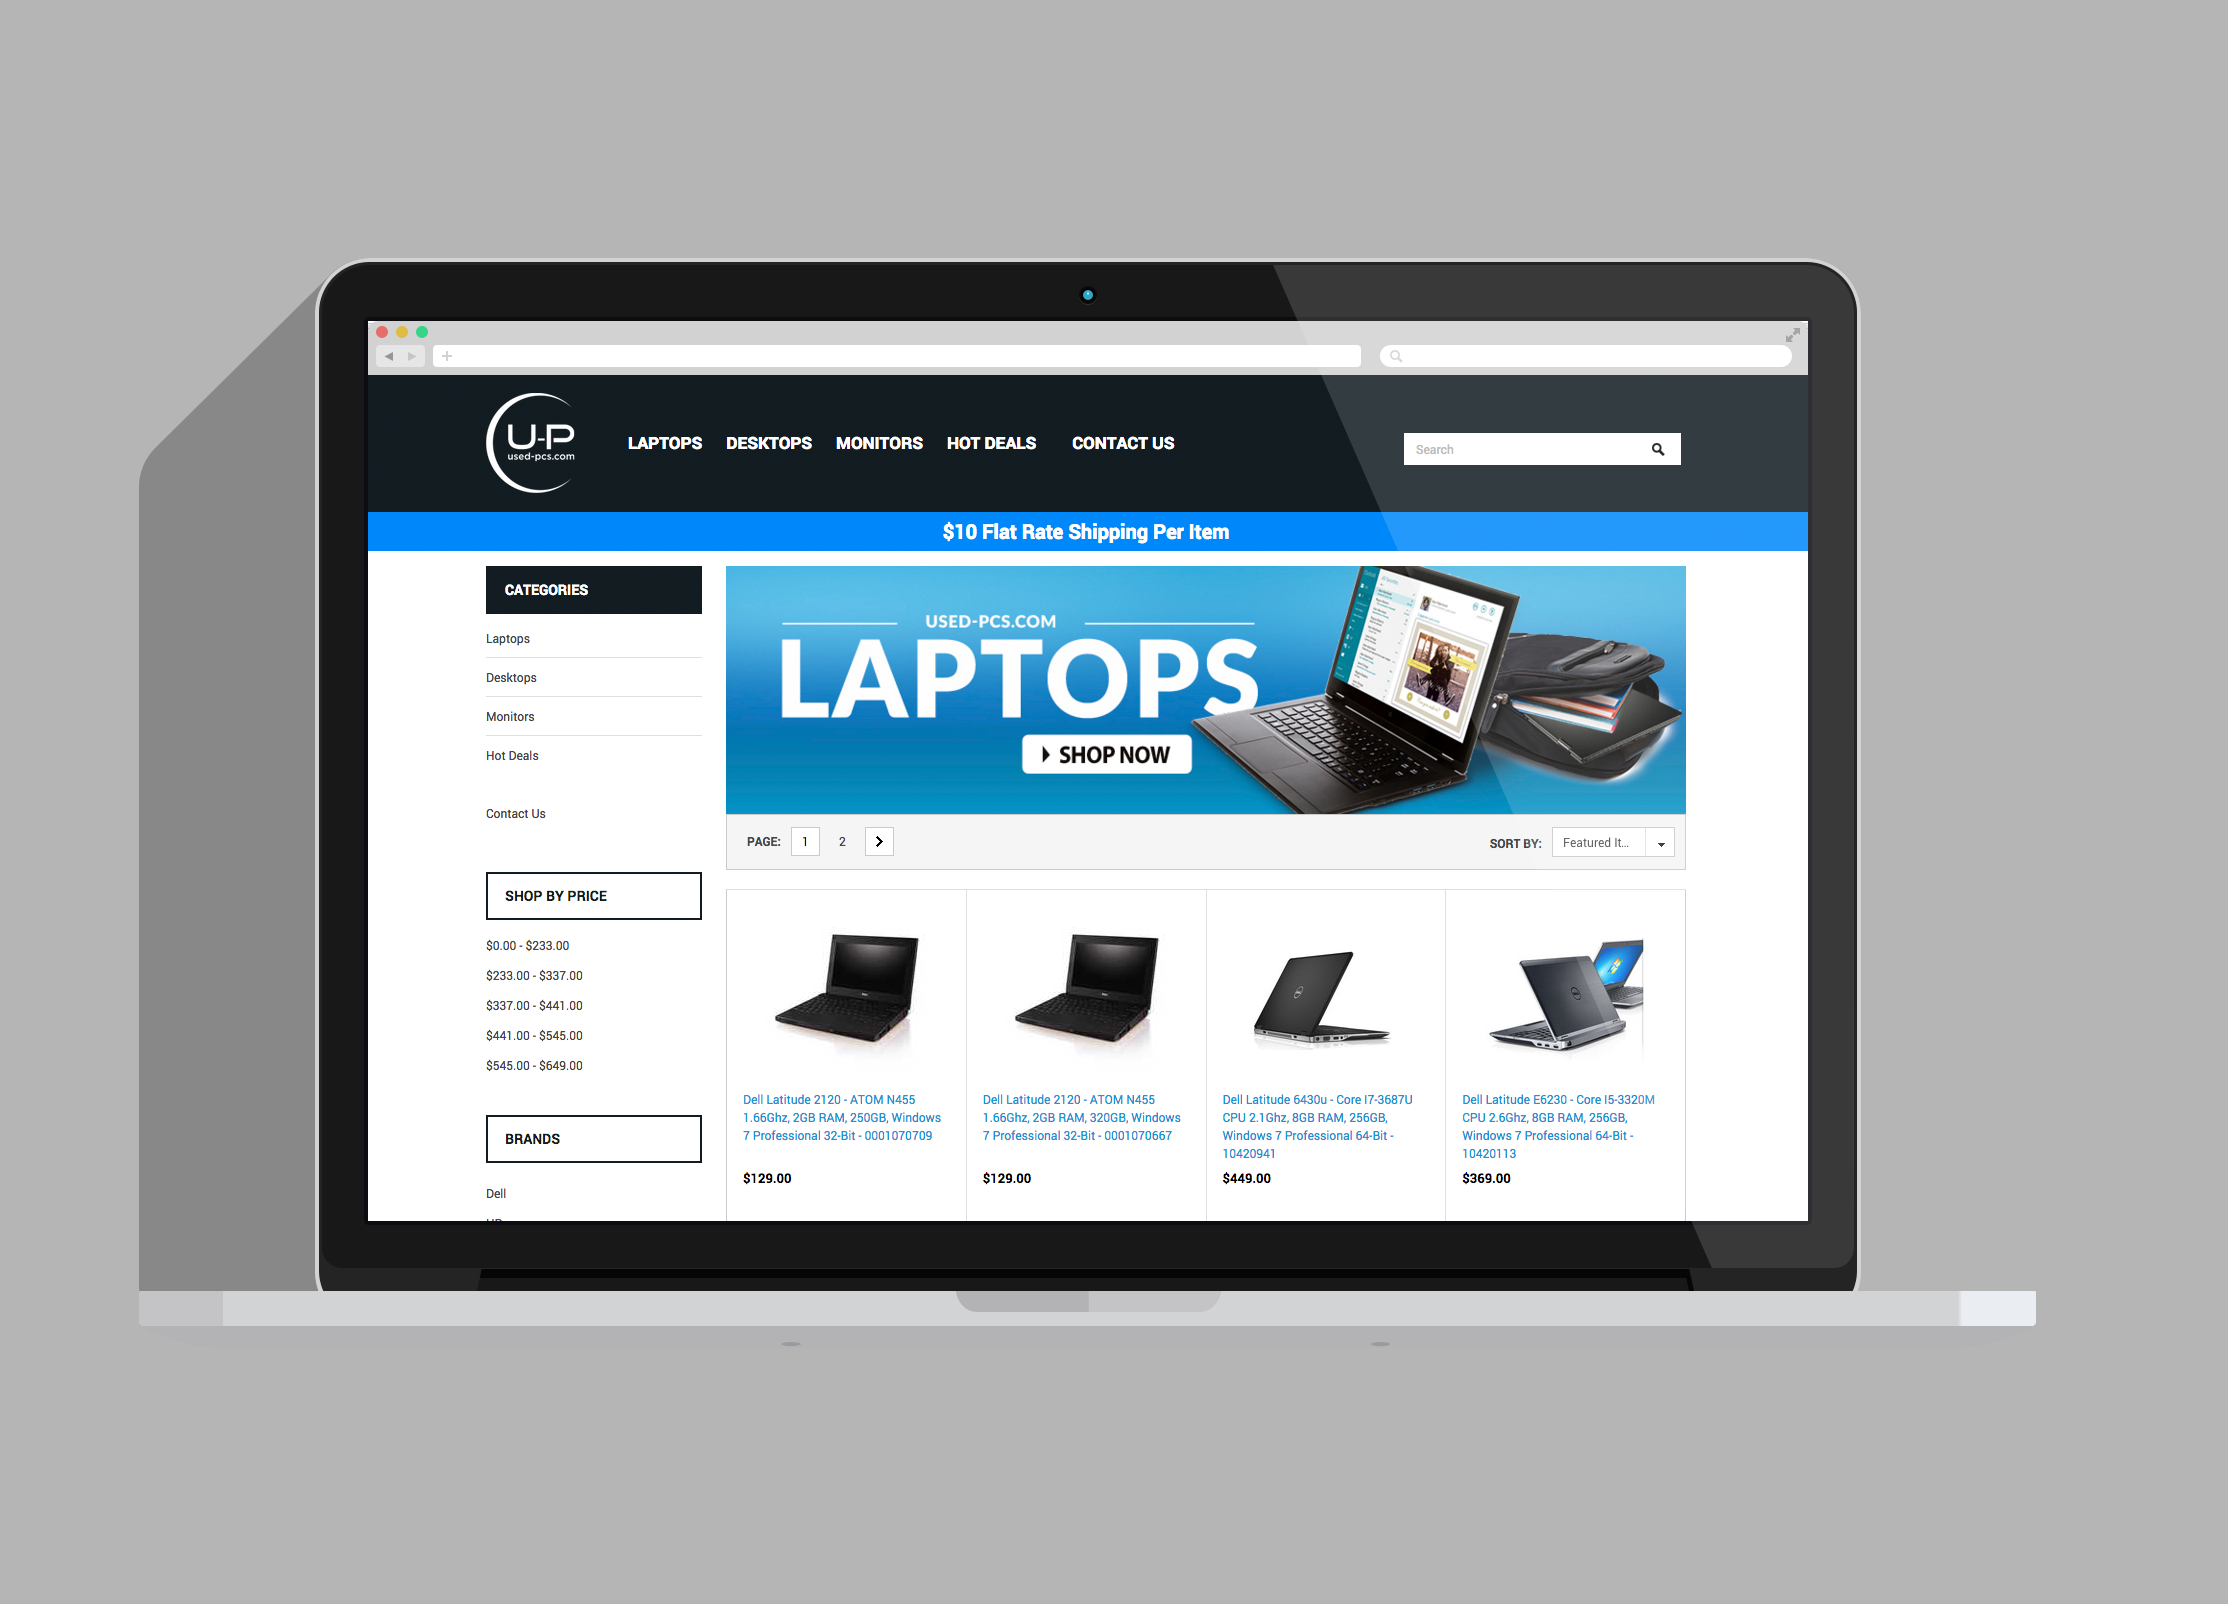 U-P
used-pcs.com
LAPTOPS DESKTOPS MONITORS HOT DEALS CONTACT US
Search
$10 Flat Rate Shipping Per Item
CATEGORIES
Laptops
Desktops
Monitors
Hot Deals
Contact Us
SHOP BY PRICE
$0.00 - $233.00
$233.00 - $337.00
$337.00 - $441.00
$441.00 - $545.00
$545.00 - $649.00
BRANDS
Dell
USED-PCS.COM
LAPTOPS
SHOP NOW
PAGE: 1 2
SORT BY: Featured It...
Dell Latitude 2120 - ATOM N455
1.66Ghz, 2GB RAM, 250GB, Windows
7 Professional 32-Bit - 0001070709
$129.00
Dell Latitude 2120 - ATOM N455
1.66Ghz, 2GB RAM, 320GB, Windows
7 Professional 32-Bit - 0001070667
$129.00
Dell Latitude 6430u - Core I7-3687U
CPU 2.1Ghz, 8GB RAM, 256GB,
Windows 7 Professional 64-Bit -
10420941
$449.00
Dell Latitude E6230 - Core I5-3320M
CPU 2.6Ghz, 8GB RAM, 256GB,
Windows 7 Professional 64-Bit -
10420113
$369.00